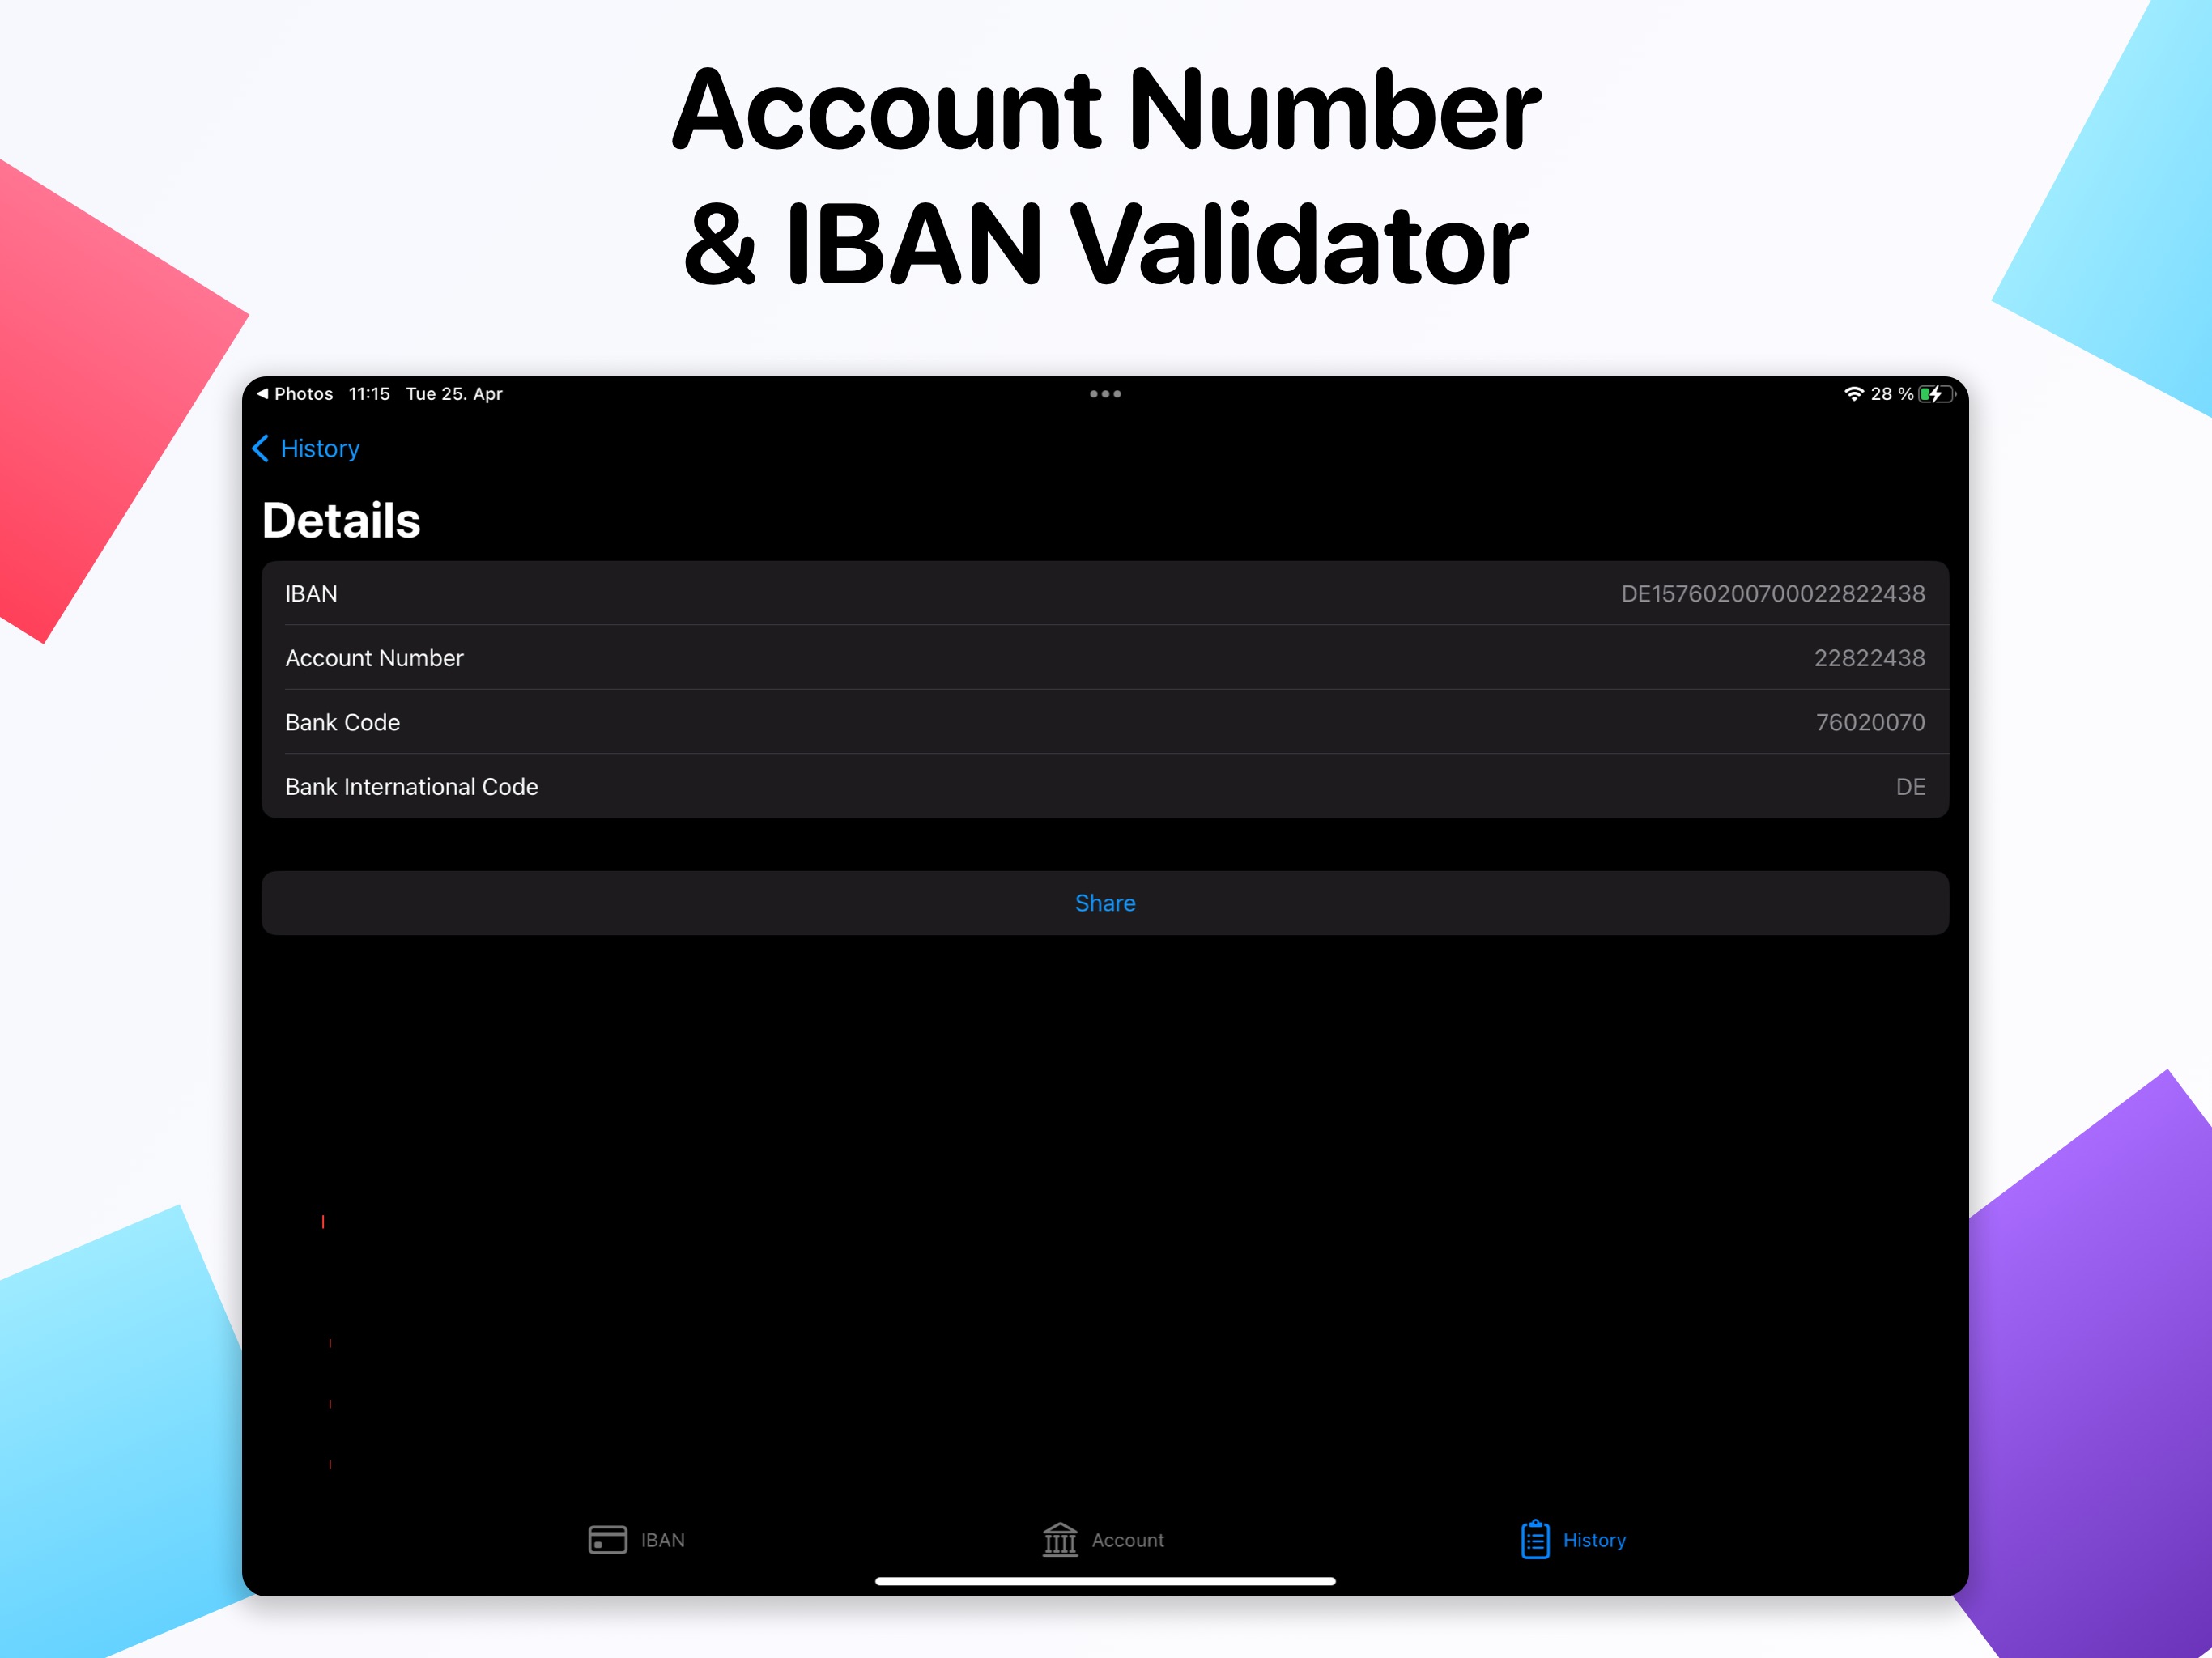 Account Number
& IBAN Validator
Photos 11:15 Tue 25. Apr 28 %
History
Details
IBAN DE15760200700022822438
Account Number 22822438
Bank Code 76020070
Bank International Code DE
Share
IBAN Account History